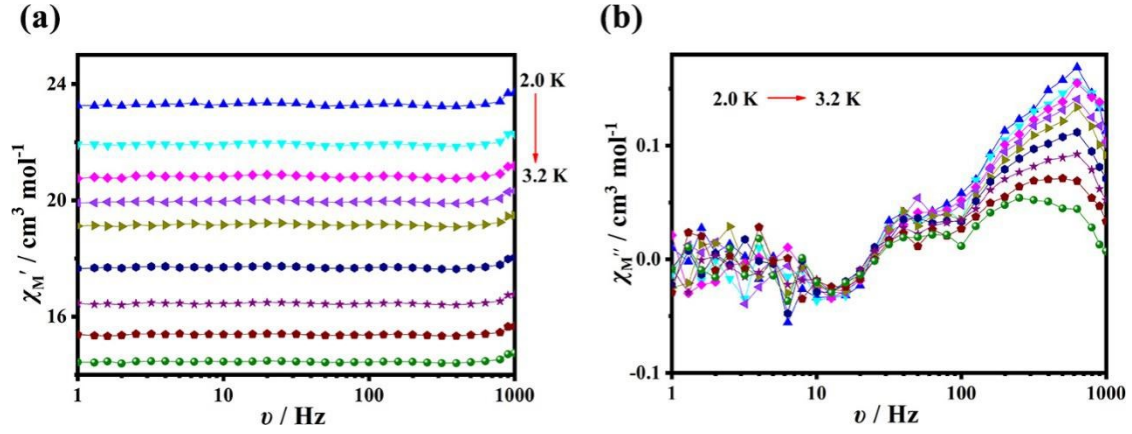 (a)
24
20
16
χM′ / cm³ mol⁻¹
2.0 K
3.2 K
1
10
100
1000
υ / Hz
(b)
2.0 K
3.2 K
0.1
0.0
-0.1
χM″ / cm³ mol⁻¹
1
10
100
1000
υ / Hz